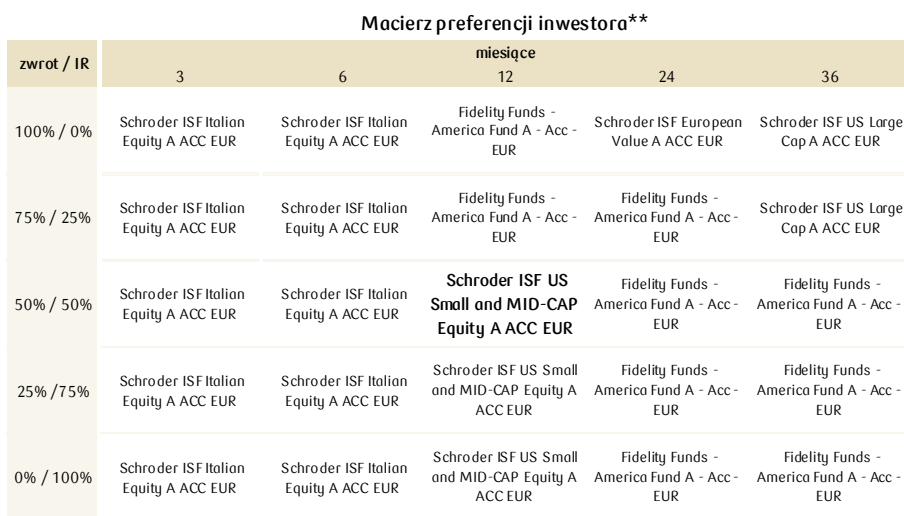 Macierz preferencji inwestora**
zwrot / IR
miesiące
3 6 12 24 36
100% / 0%
Schroder ISF Italian
Equity A ACC EUR
Schroder ISF Italian
Equity A ACC EUR
Fidelity Funds -
America Fund A - Acc -
EUR
Schroder ISF European
Value A ACC EUR
Schroder ISF US Large
Cap A ACC EUR
75% / 25%
Schroder ISF Italian
Equity A ACC EUR
Schroder ISF Italian
Equity A ACC EUR
Fidelity Funds -
America Fund A - Acc -
EUR
Fidelity Funds -
America Fund A - Acc -
EUR
Schroder ISF US Large
Cap A ACC EUR
50% / 50%
Schroder ISF Italian
Equity A ACC EUR
Schroder ISF Italian
Equity A ACC EUR
Schroder ISF US
Small and MID-CAP
Equity A ACC EUR
Fidelity Funds -
America Fund A - Acc -
EUR
Fidelity Funds -
America Fund A - Acc -
EUR
25% /75%
Schroder ISF Italian
Equity A ACC EUR
Schroder ISF Italian
Equity A ACC EUR
Schroder ISF US Small
and MID-CAP Equity A
ACC EUR
Fidelity Funds -
America Fund A - Acc -
EUR
Fidelity Funds -
America Fund A - Acc -
EUR
0% / 100%
Schroder ISF Italian
Equity A ACC EUR
Schroder ISF Italian
Equity A ACC EUR
Schroder ISF US Small
and MID-CAP Equity A
ACC EUR
Fidelity Funds -
America Fund A - Acc -
EUR
Fidelity Funds -
America Fund A - Acc -
EUR